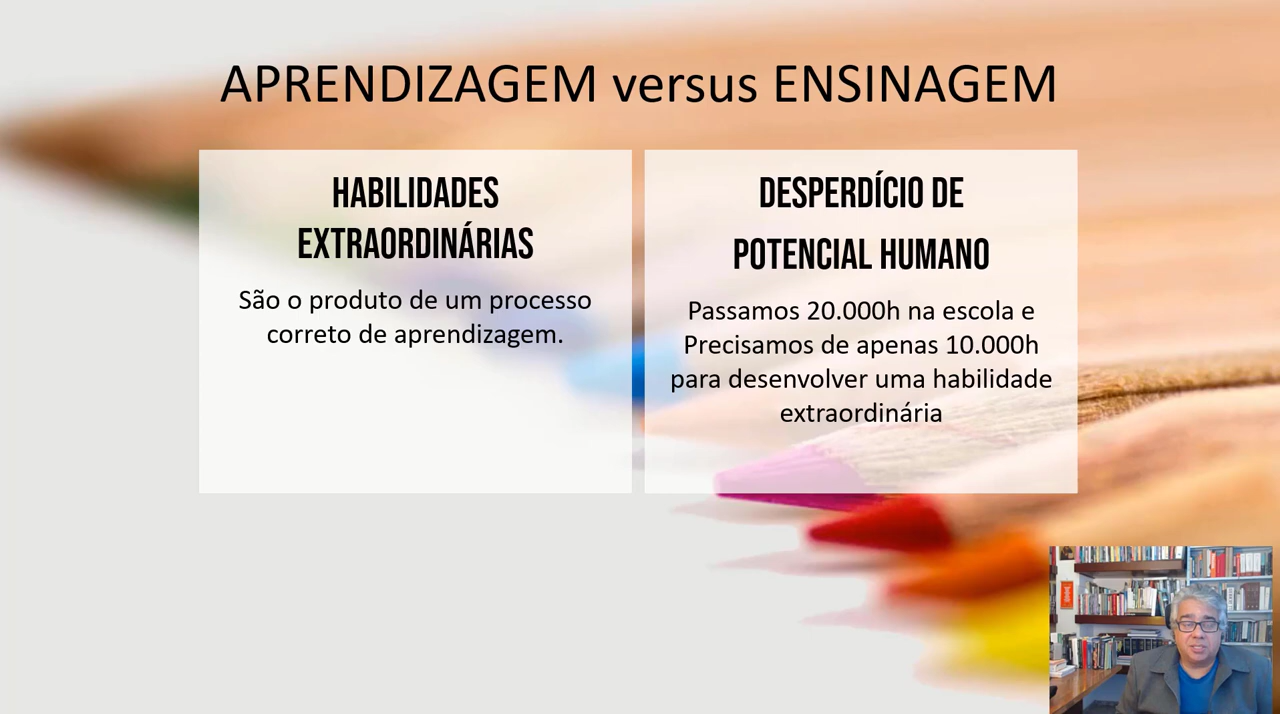 APRENDIZAGEM versus ENSINAGEM
HABILIDADES
EXTRAORDINÁRIAS
São o produto de um processo
correto de aprendizagem.
DESPERDÍCIO DE
POTENCIAL HUMANO
Passamos 20.000h na escola e
Precisamos de apenas 10.000h
para desenvolver uma habilidade
extraordinária